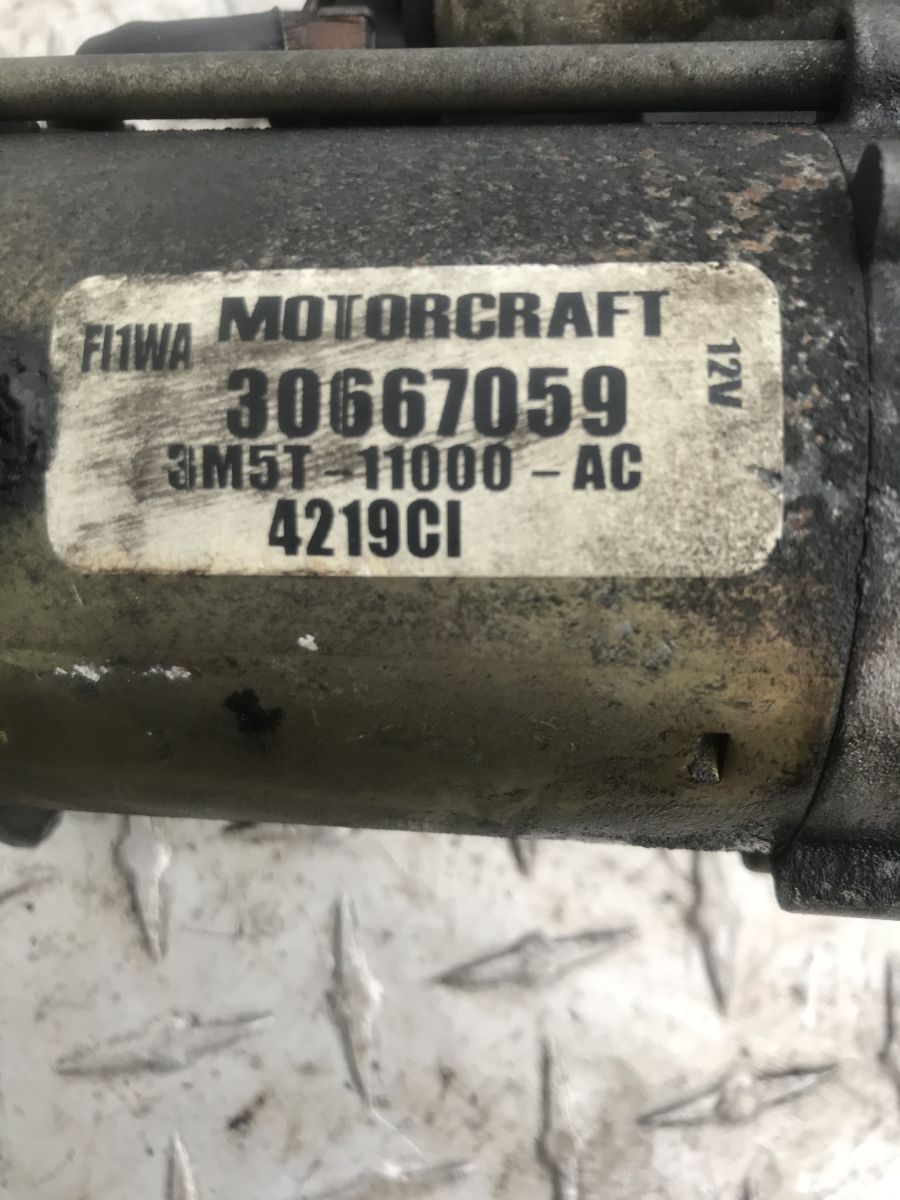 MOTORCRAFT
FI1WA
12V
30667059
3M5T-11000-AC
4219CI